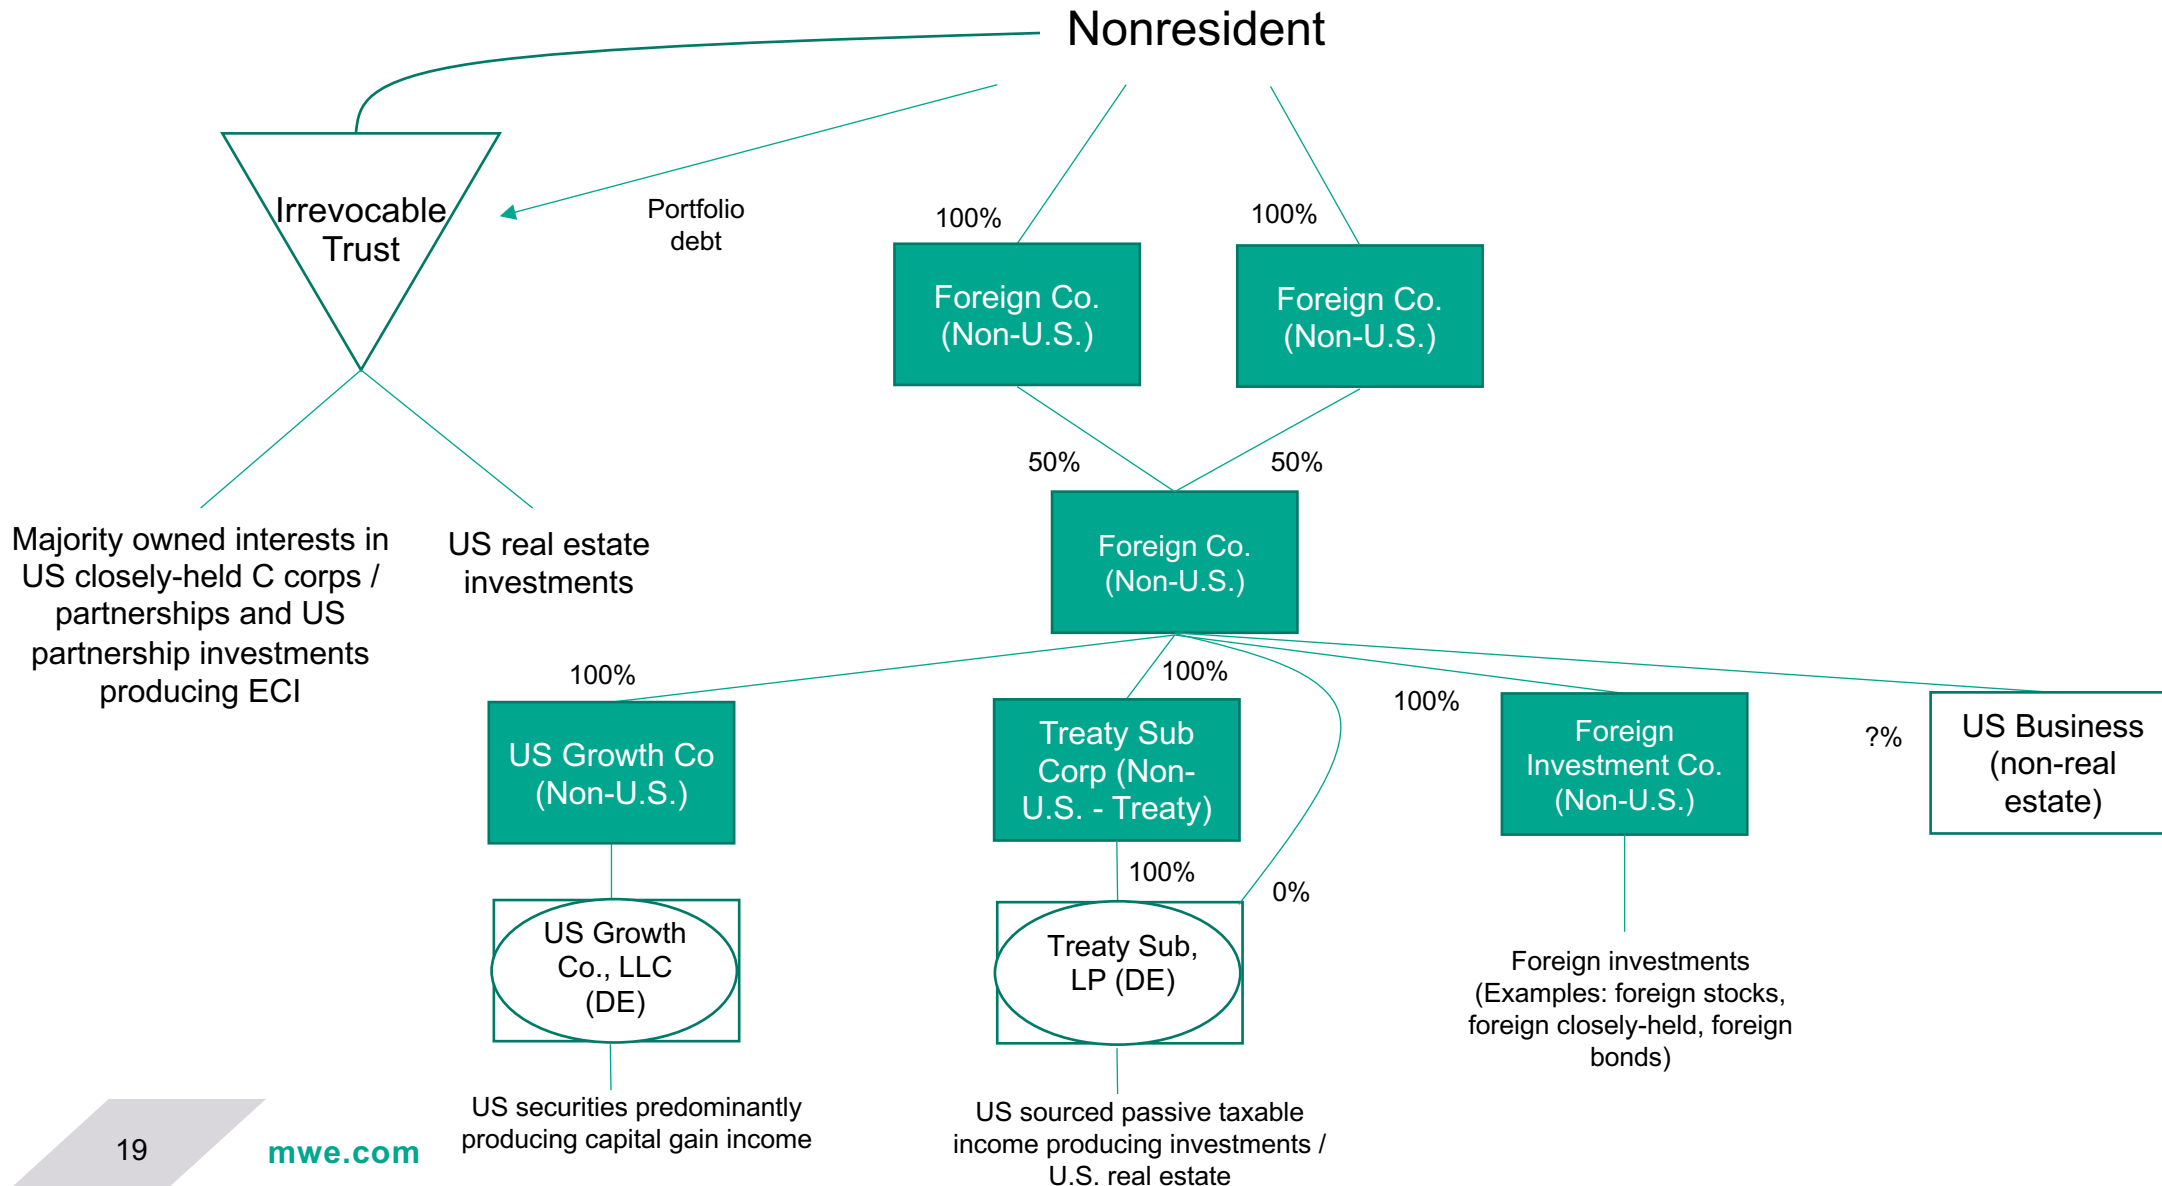 Nonresident
Irrevocable
Trust
Portfolio
debt
100%
100%
Foreign Co.
(Non-U.S.)
Foreign Co.
(Non-U.S.)
50%
50%
Majority owned interests in
US closely-held C corps /
partnerships and US
partnership investments
producing ECI
US real estate
investments
Foreign Co.
(Non-U.S.)
100%
100%
100%
?%
US Growth Co
(Non-U.S.)
Treaty Sub
Corp (Non-
U.S. - Treaty)
Foreign
Investment Co.
(Non-U.S.)
US Business
(non-real
estate)
100%
0%
US Growth
Co., LLC
(DE)
Treaty Sub,
LP (DE)
Foreign investments
(Examples: foreign stocks,
foreign closely-held, foreign
bonds)
US securities predominantly
producing capital gain income
US sourced passive taxable
income producing investments /
U.S. real estate
19
mwe.com